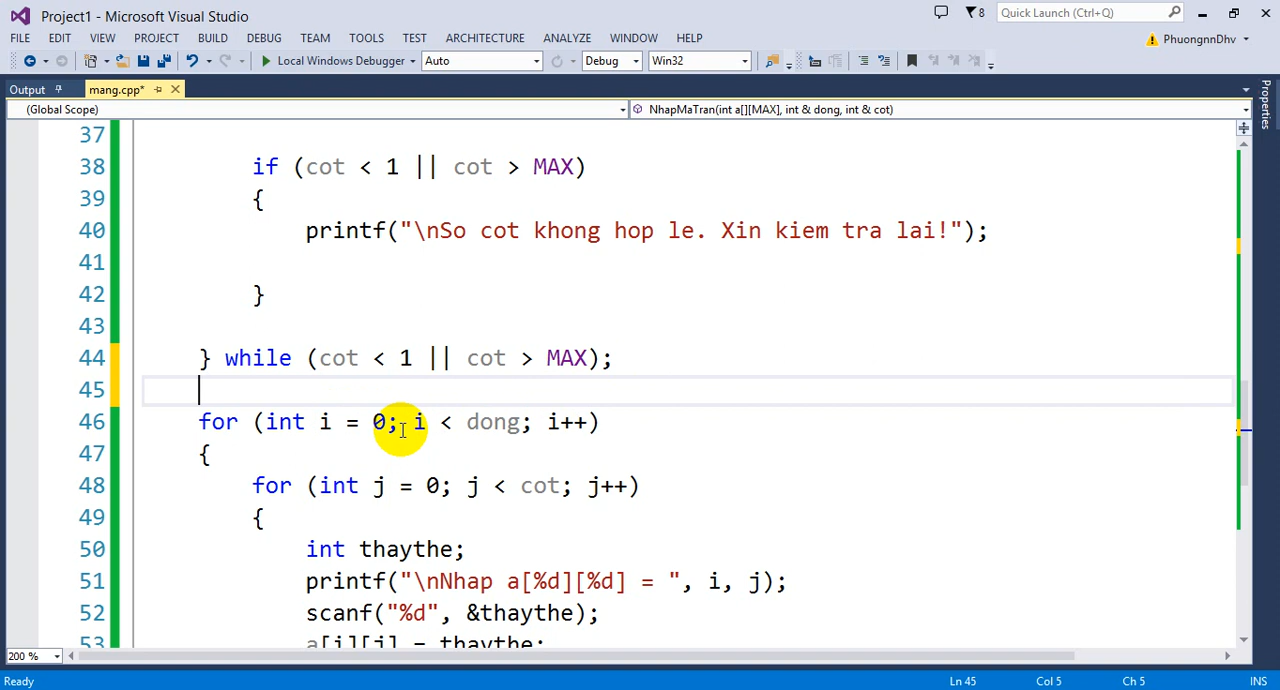 Project1 - Microsoft Visual Studio
8
Quick Launch (Ctrl+Q)
FILE EDIT VIEW PROJECT BUILD DEBUG TEAM TOOLS TEST ARCHITECTURE ANALYZE WINDOW HELP
PhuongnnDhv
Local Windows Debugger Auto Debug Win32
Output mang.cpp*
(Global Scope) NhapMaTran(int a[][MAX], int & dong, int & cot)
Properties
37
38 if (cot < 1 || cot > MAX)
39 {
40 printf("\nSo cot khong hop le. Xin kiem tra lai!");
41
42 }
43
44 } while (cot < 1 || cot > MAX);
45
46 for (int i = 0; i < dong; i++)
47 {
48 for (int j = 0; j < cot; j++)
49 {
50 int thaythe;
51 printf("\nNhap a[%d][%d] = ", i, j);
52 scanf("%d", &thaythe);
53 a[i][j] = thaythe;
200 %
Ready Ln 45 Col 5 Ch 5 INS